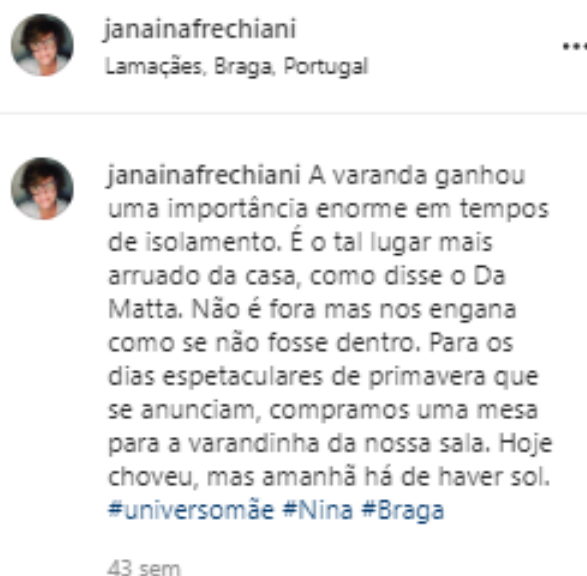 janainafrechiani
Lamaçães, Braga, Portugal
janainafrechiani A varanda ganhou
uma importância enorme em tempos
de isolamento. É o tal lugar mais
arruado da casa, como disse o Da
Matta. Não é fora mas nos engana
como se não fosse dentro. Para os
dias espetaculares de primavera que
se anunciam, compramos uma mesa
para a varandinha da nossa sala. Hoje
choveu, mas amanhã há de haver sol.
#universomãe #Nina #Braga
43 sem